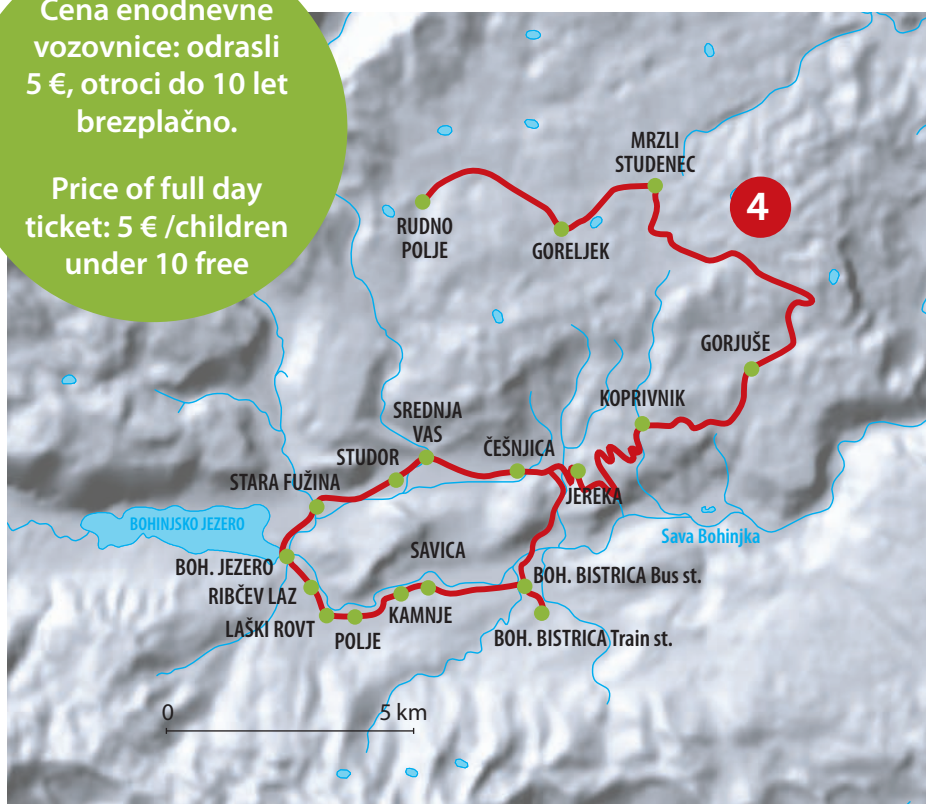 Cena enodnevne
vozovnice: odrasli
5 €, otroci do 10 let
brezplačno.
Price of full day
ticket: 5 € /children
under 10 free
MRZLI
STUDENEC
4
RUDNO
POLJE
GORELJEK
GORJUŠE
KOPRIVNIK
SREDNJA
VAS
ČEŠNJICA
STUDOR
STARA FUŽINA
JEREKA
BOHINJSKO JEZERO
Sava Bohinjka
SAVICA
BOH. JEZERO
BOH. BISTRICA Bus st.
RIBČEV LAZ
KAMNJE
LAŠKI ROVT
POLJE
BOH. BISTRICA Train st.
0 5 km